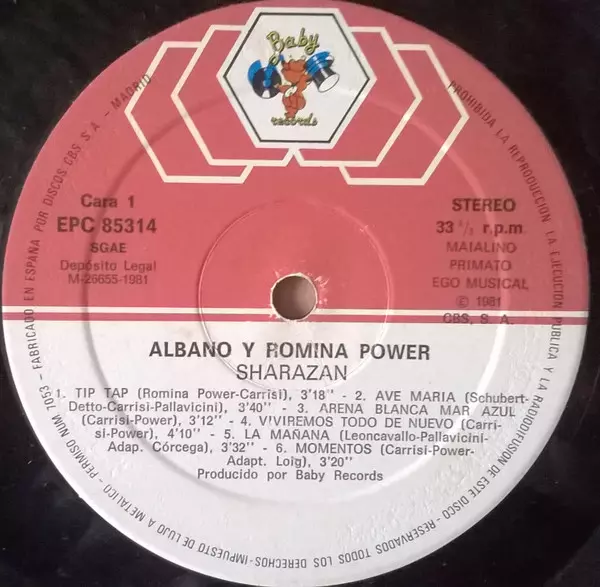 Baby
records
Cara 1
EPC 85314
SGAE
Depósito Legal
M-26655-1981
STEREO
33 1/3 r.p.m
MAIALINO
PRIMATO
EGO MUSICAL
© 1981
CBS, S. A.
ALBANO Y ROMINA POWER
SHARAZAN
1. TIP TAP (Romina Power-Carrisi), 3'18'' - 2. AVE MARIA (Schubert-
Detto-Carrisi-Pallavicini), 3'40'' - 3. ARENA BLANCA MAR AZUL
(Carrisi-Power), 3'12'' - 4. VIVIREMOS TODO DE NUEVO (Carri-
si-Power), 4'10'' - 5. LA MAÑANA (Leoncavallo-Pallavicini-
Adap. Córcega), 3'32'' - 6. MOMENTOS (Carrisi-Power-
Adapt. Loig), 3'20''
Producido por Baby Records
PERMISO NUM 7053 - FABRICADO EN ESPAÑA POR DISCOS CBS S. A. - MADRID
PROHIBIDA LA REPRODUCCION LA EJECUCION PUBLICA Y LA RADIODIFUSION DE ESTE DISCO - RESERVADOS TODOS LOS DERECHOS - IMPUESTO DE LUJO A METALICO -